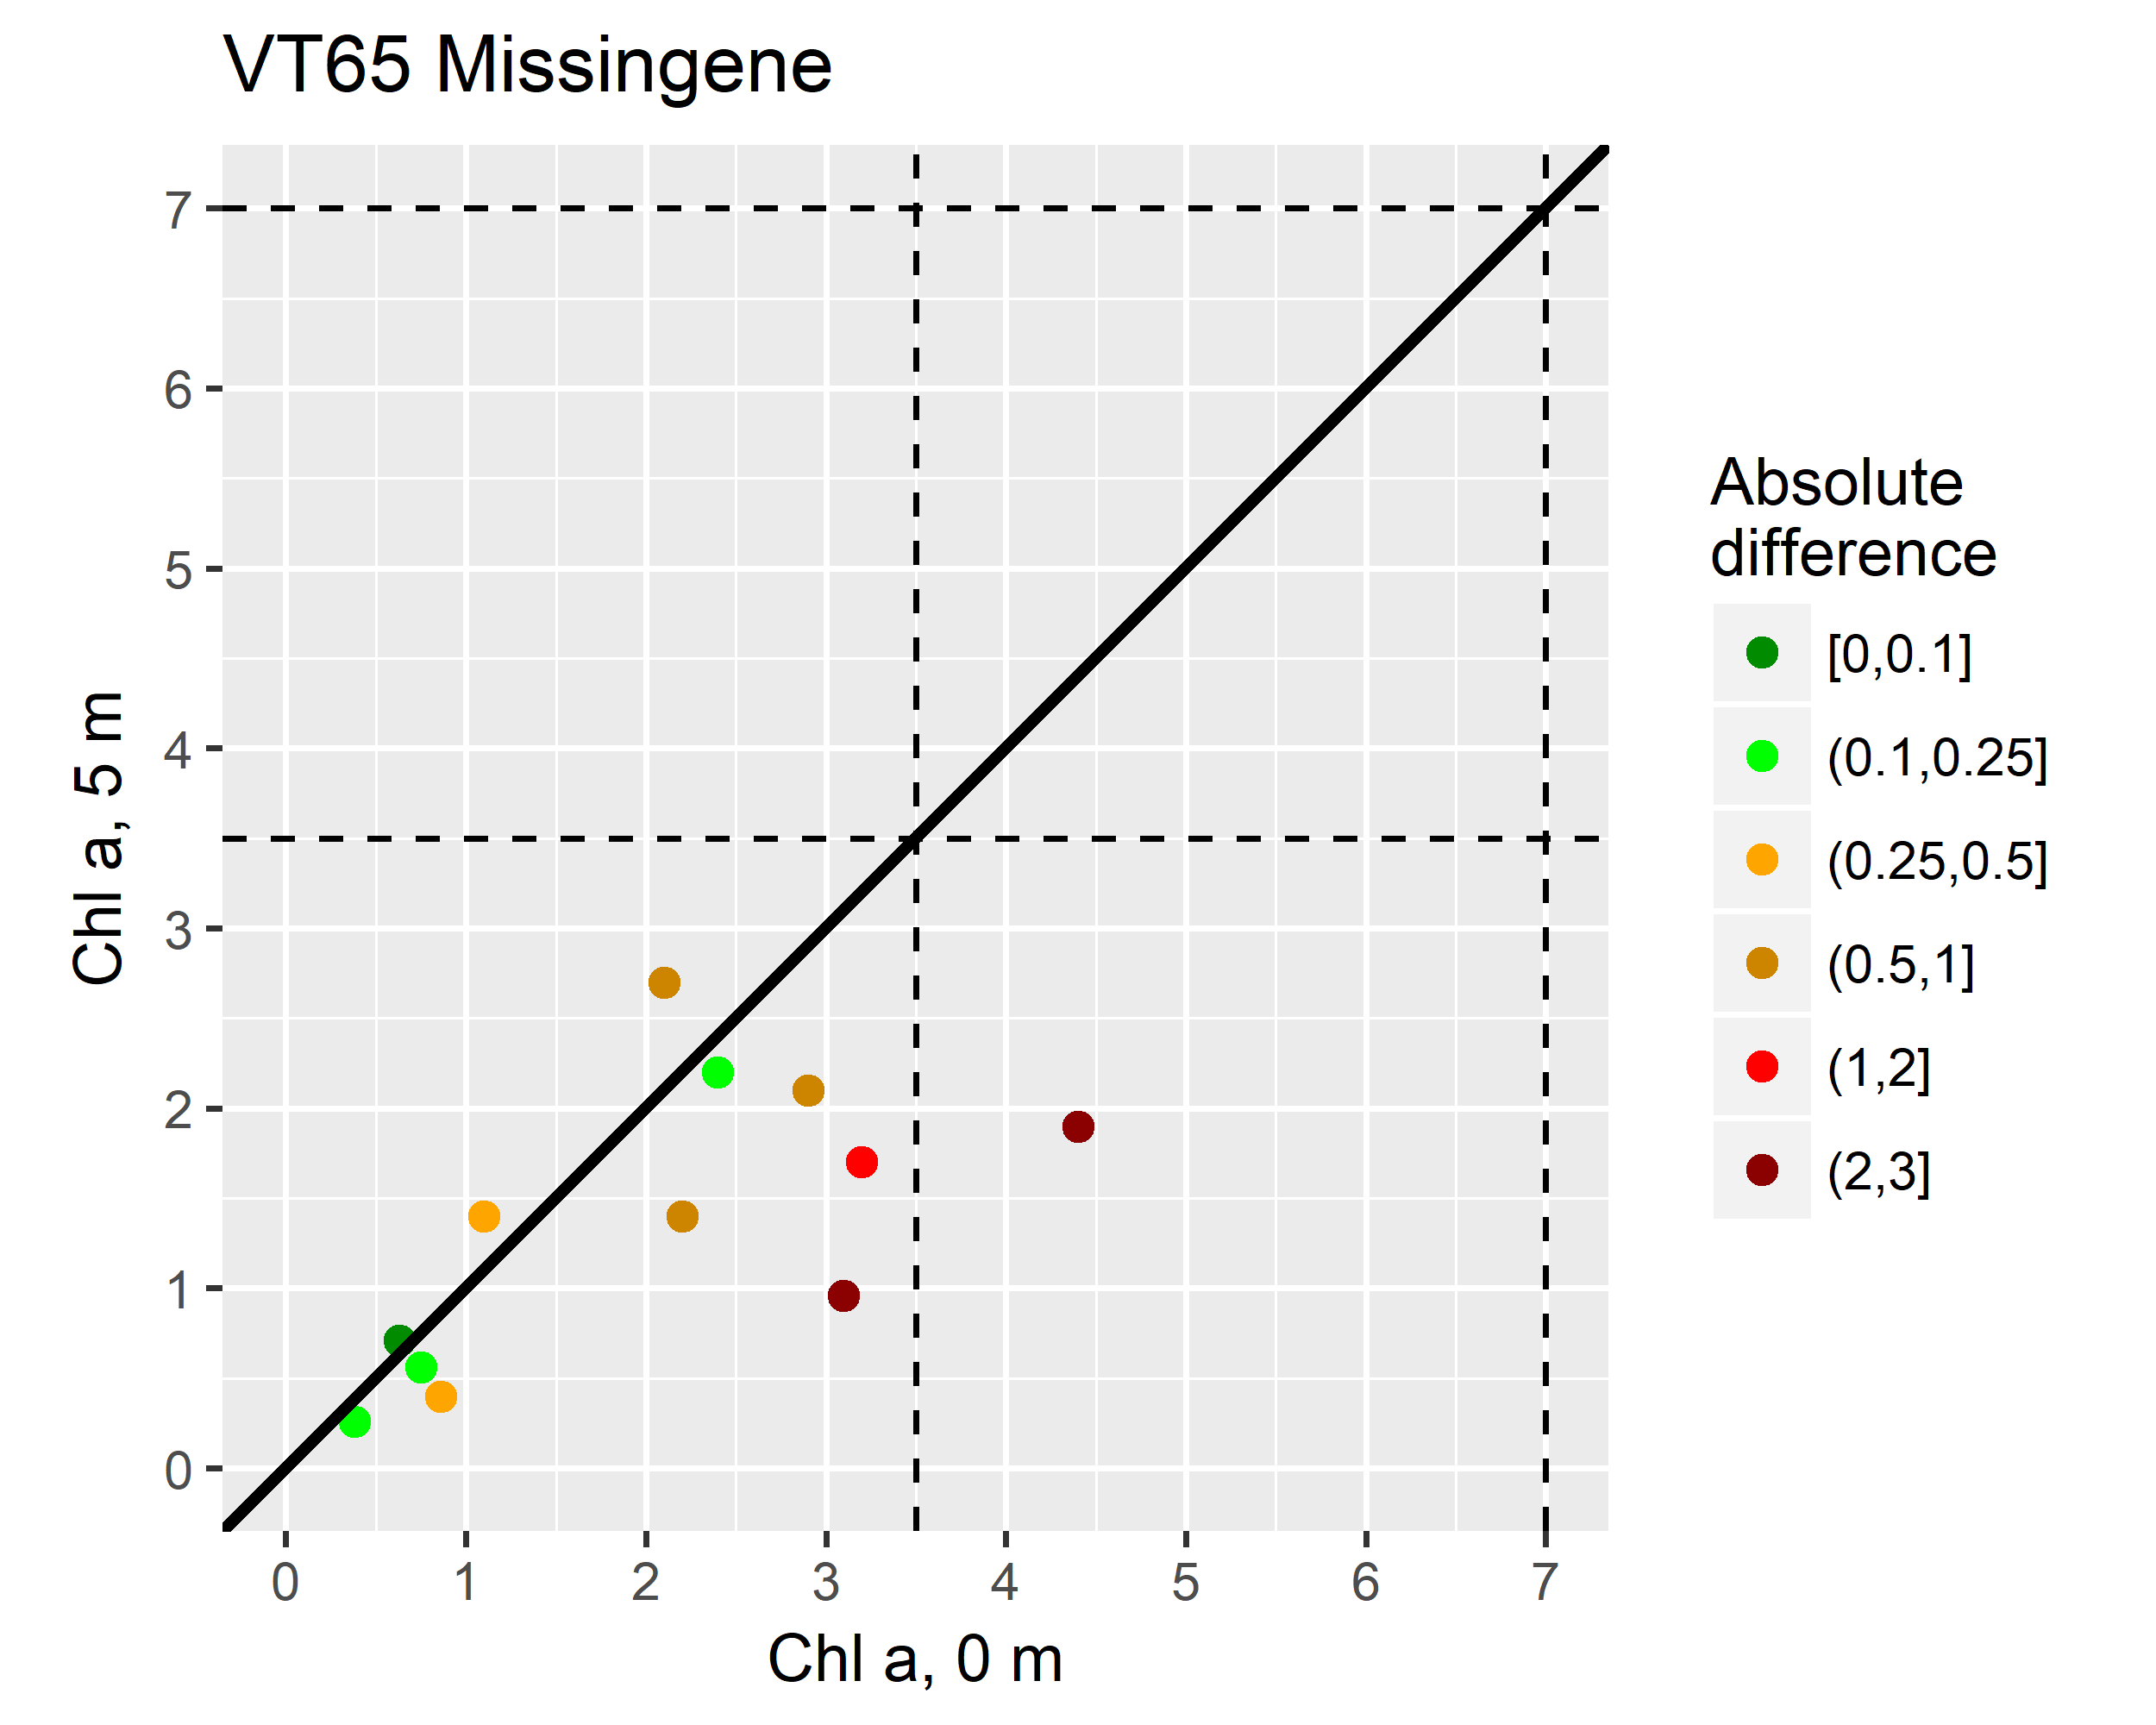 VT65 Missingene
7
6
5
4
3
2
1
0
Chl a, 5 m
0 1 2 3 4 5 6 7
Chl a, 0 m
Absolute
difference
[0,0.1]
(0.1,0.25]
(0.25,0.5]
(0.5,1]
(1,2]
(2,3]